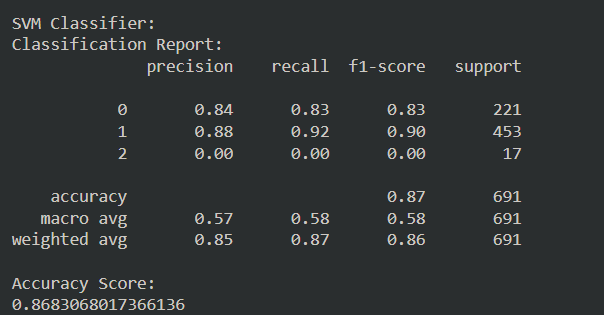 SVM Classifier:
Classification Report:
precision recall f1-score support
0 0.84 0.83 0.83 221
1 0.88 0.92 0.90 453
2 0.00 0.00 0.00 17
accuracy 0.87 691
macro avg 0.57 0.58 0.58 691
weighted avg 0.85 0.87 0.86 691
Accuracy Score:
0.8683068017366136